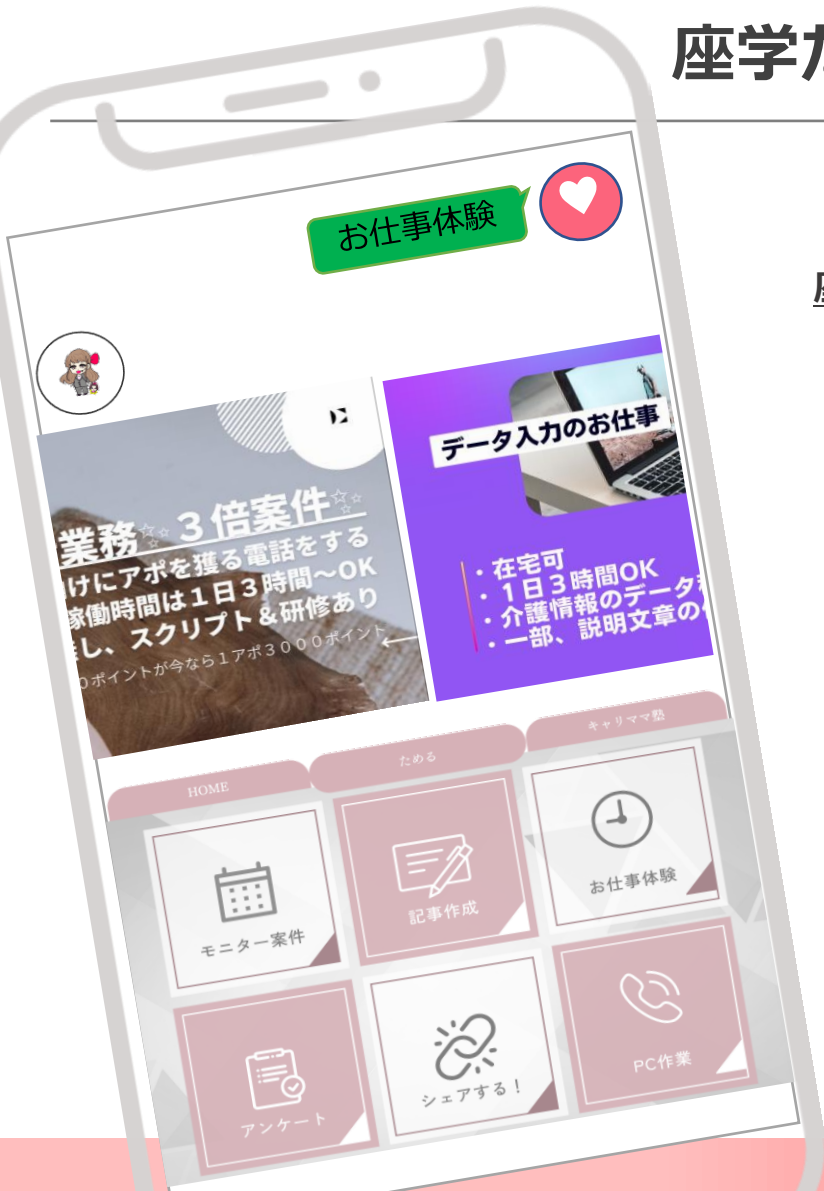 座学
お仕事体験
業務☆☆３倍案件☆☆
けにアポを獲る電話をする
稼働時間は１日３時間～OK
し、スクリプト＆研修あり
0ポイントが今なら１アポ３０００ポイント
データ入力のお仕事
・在宅可
・１日３時間OK
・介護情報のデータ
・一部、説明文章の
HOME
ためる
キャリママ塾
モニター案件
記事作成
お仕事体験
アンケート
シェアする！
PC作業